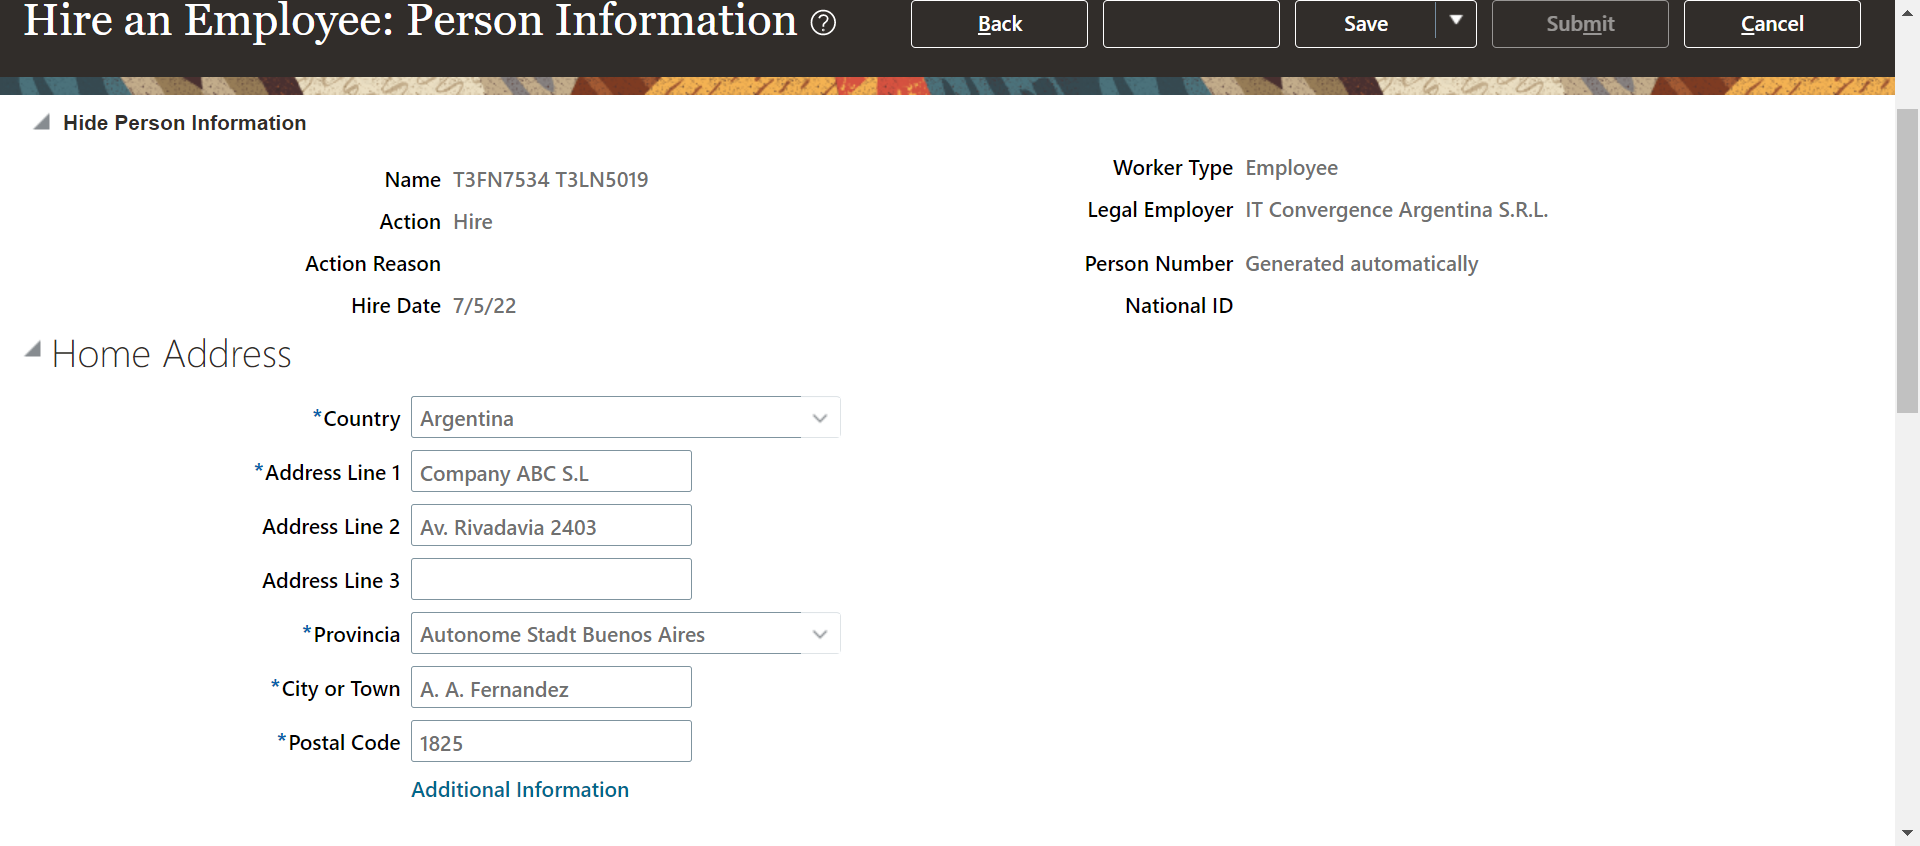 Hire an Employee: Person Information ?
Back
Save
Submit
Cancel
Hide Person Information
Name T3FN7534 T3LN5019
Action Hire
Action Reason
Hire Date 7/5/22
Worker Type Employee
Legal Employer IT Convergence Argentina S.R.L.
Person Number Generated automatically
National ID
Home Address
*Country Argentina
*Address Line 1 Company ABC S.L
Address Line 2 Av. Rivadavia 2403
Address Line 3
*Provincia Autonome Stadt Buenos Aires
*City or Town A. A. Fernandez
*Postal Code 1825
Additional Information